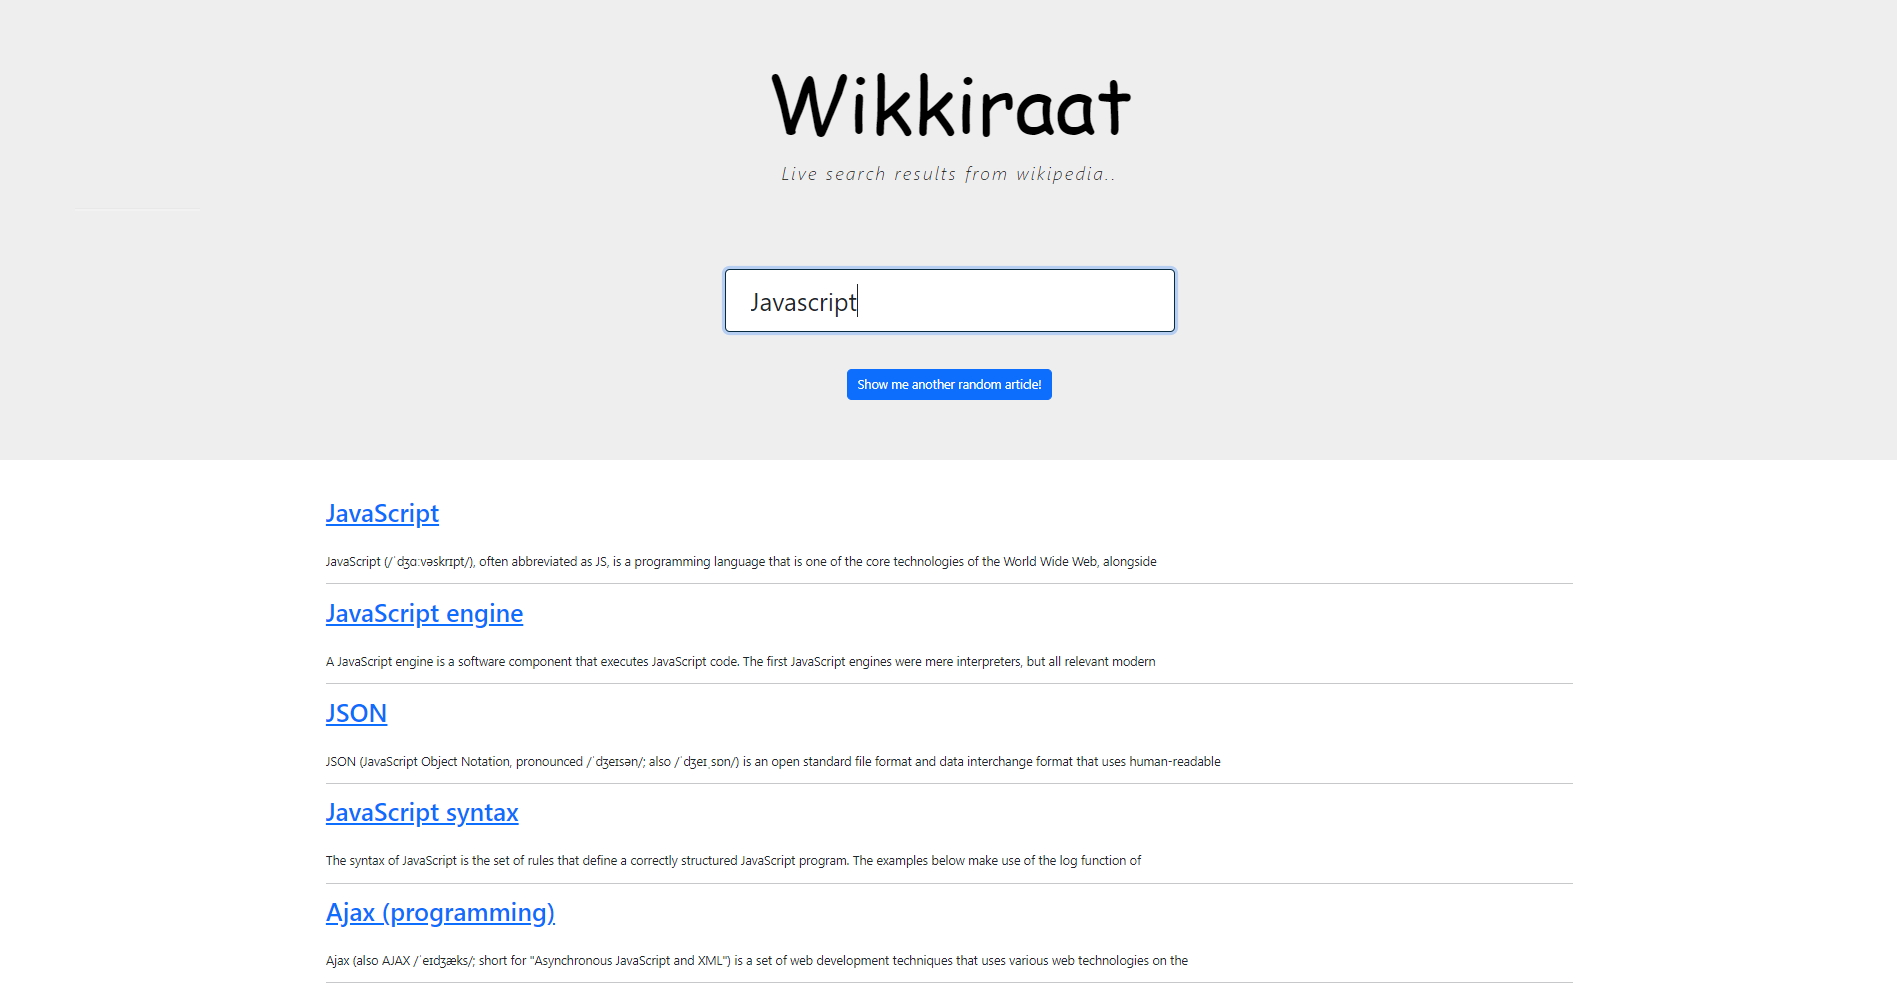 Wikkiraat
Live search results from wikipedia..
Javascript
Show me another random article!
JavaScript
JavaScript (/ˈdʒɑːvəskrɪpt/), often abbreviated as JS, is a programming language that is one of the core technologies of the World Wide Web, alongside
JavaScript engine
A JavaScript engine is a software component that executes JavaScript code. The first JavaScript engines were mere interpreters, but all relevant modern
JSON
JSON (JavaScript Object Notation, pronounced /ˈdʒeɪsən/; also /ˈdʒeɪˌsɒn/) is an open standard file format and data interchange format that uses human-readable
JavaScript syntax
The syntax of JavaScript is the set of rules that define a correctly structured JavaScript program. The examples below make use of the log function of
Ajax (programming)
Ajax (also AJAX /ˈeɪdʒæks/; short for "Asynchronous JavaScript and XML") is a set of web development techniques that uses various web technologies on the